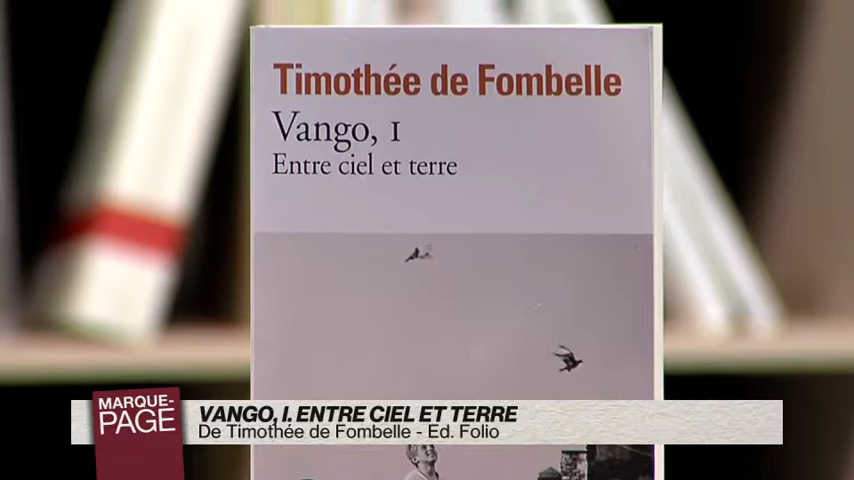 Timothée de Fombelle
Vango, 1
Entre ciel et terre
MARQUE-
PAGE
VANGO, I. ENTRE CIEL ET TERRE
De Timothée de Fombelle - Ed. Folio